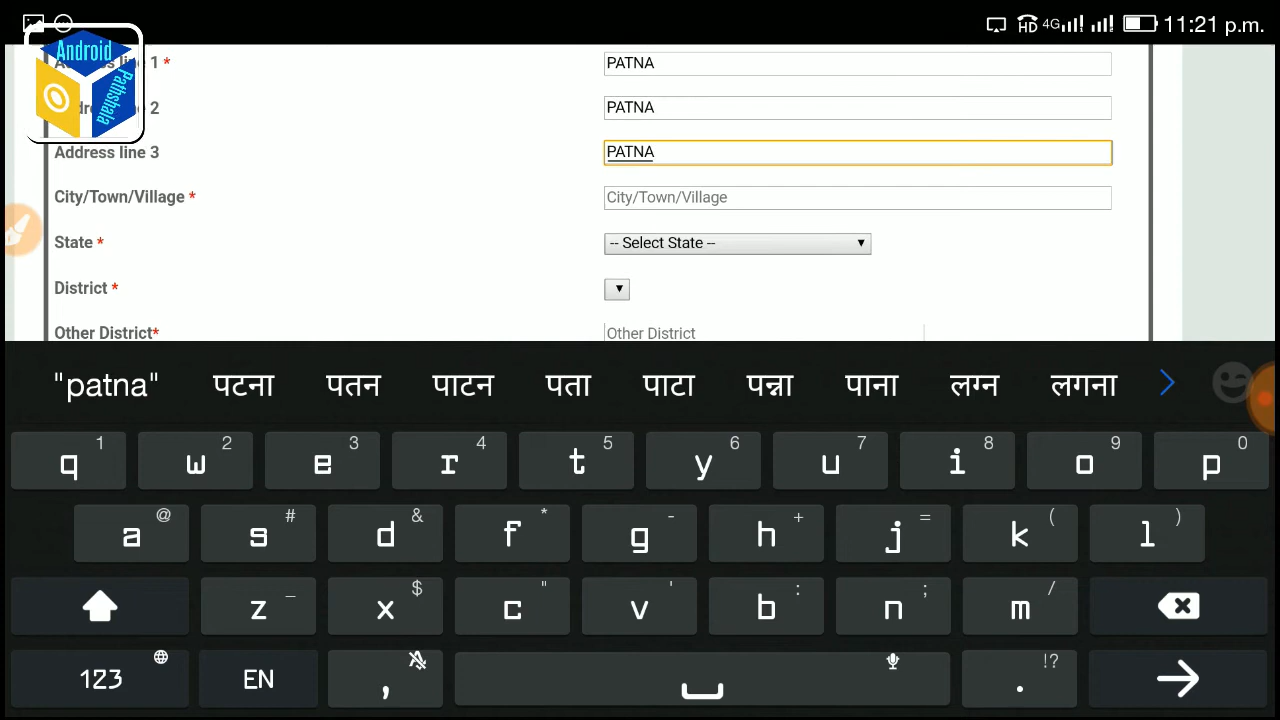 HD 4G 11:21 p.m.
Android
Pathshala
Address line 1 * PATNA
Address line 2 PATNA
Address line 3 PATNA
City/Town/Village * City/Town/Village
State * -- Select State --
District *
Other District* Other District
"patna" पटना पतन पाटन पता पाटा पन्ना पाना लग्न लगना
q 1 w 2 e 3 r 4 t 5 y 6 u 7 i 8 o 9 p 0
a @ s # d & f * g - h + j = k ( l )
z _ x $ c " v ' b : n ; m /
123 EN , . !?